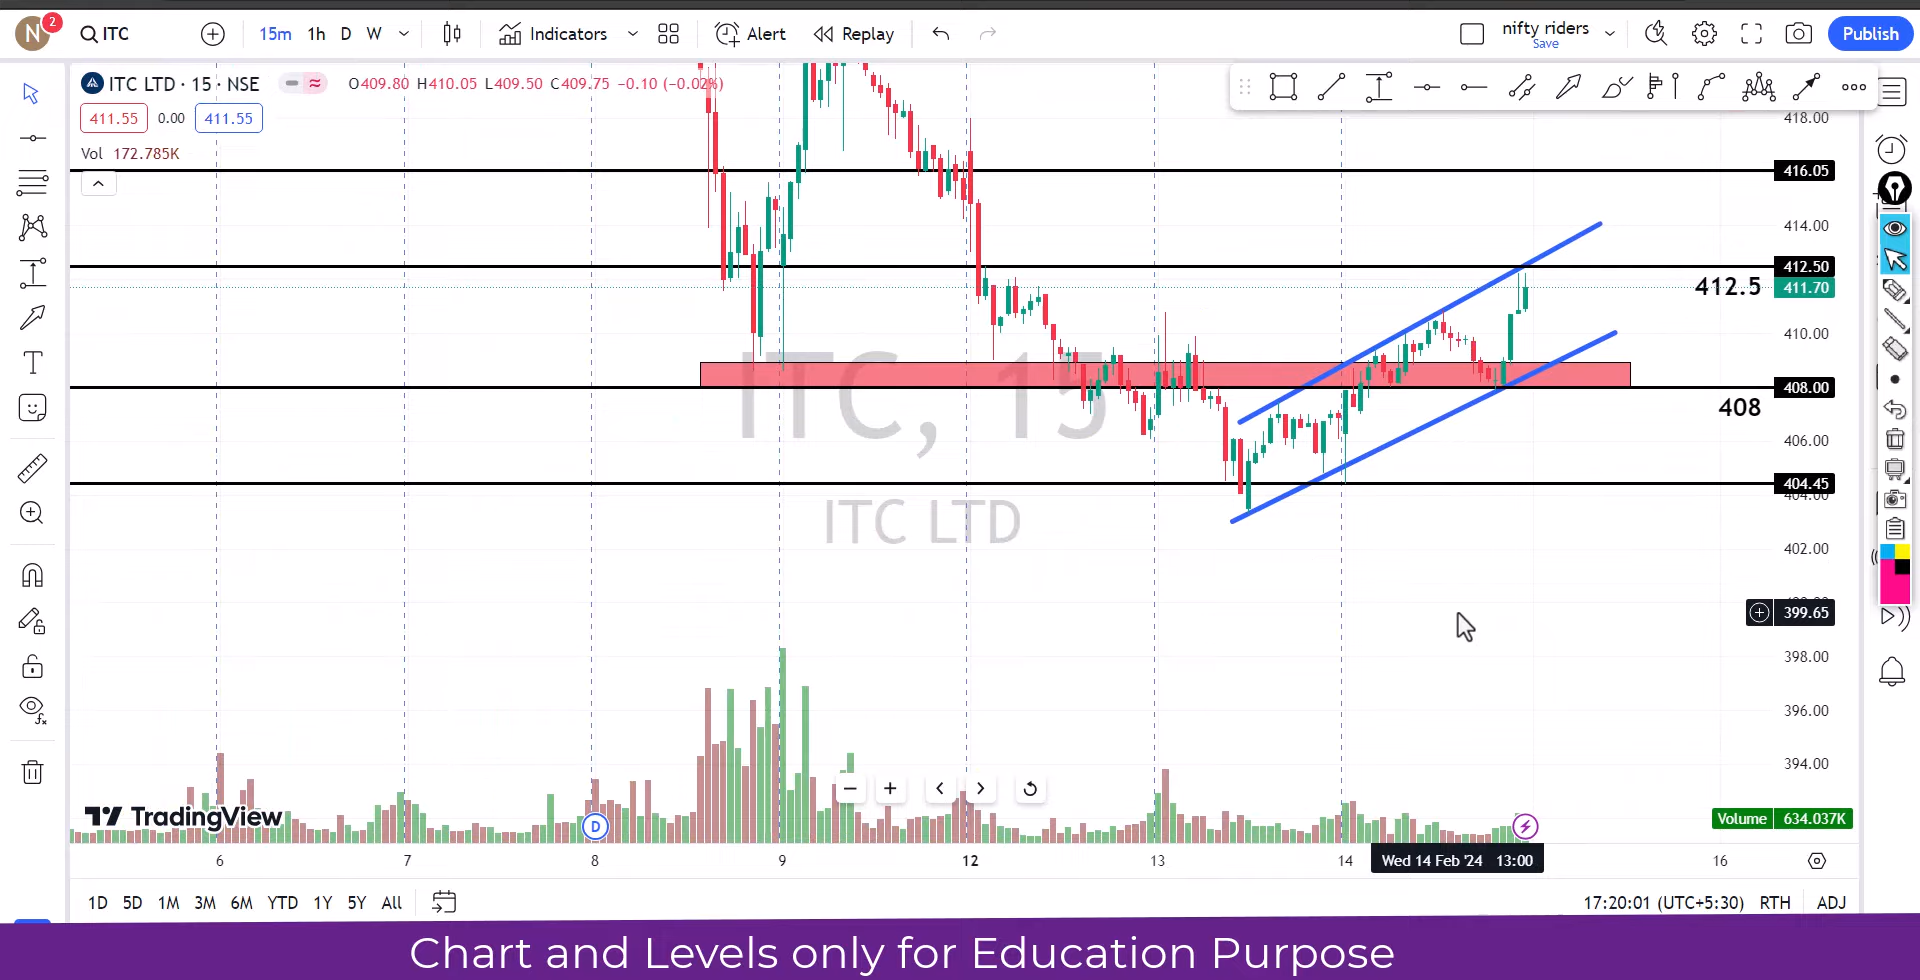 N 2 ITC 15m 1h D W Indicators Alert Replay nifty riders Save Publish
ITC LTD · 15 · NSE O409.80 H410.05 L409.50 C409.75 −0.10 (−0.02%)
411.55 0.00 411.55
Vol 172.785K
418.00
416.05
414.00
412.50
412.5 411.70
410.00
408.00
408
406.00
404.45
404.00
402.00
399.65
398.00
396.00
394.00
ITC, 15
ITC LTD
TradingView
D
Volume 634.037K
6 7 8 9 12 13 14 Wed 14 Feb '24 13:00 16
1D 5D 1M 3M 6M YTD 1Y 5Y All 17:20:01 (UTC+5:30) RTH ADJ
Chart and Levels only for Education Purpose